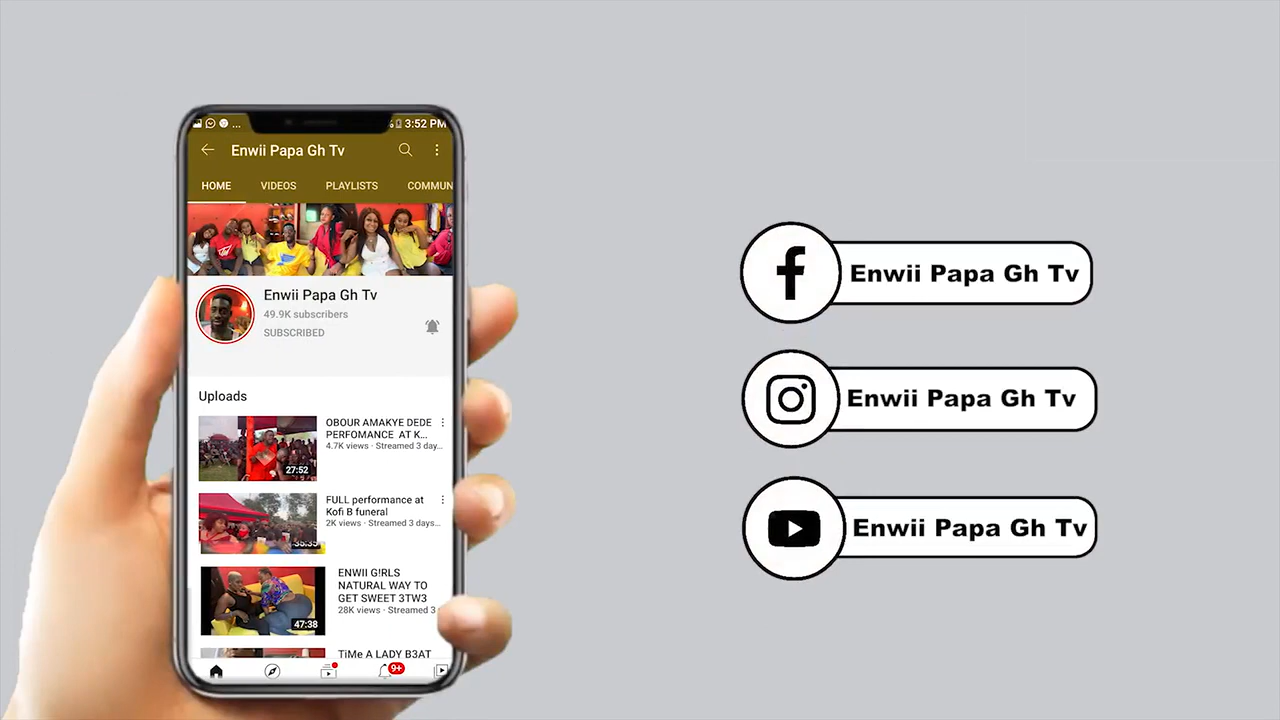 ... 3:52 PM
Enwii Papa Gh Tv
HOME VIDEOS PLAYLISTS COMMUN
Enwii Papa Gh Tv
49.9K subscribers
SUBSCRIBED
Uploads
OBOUR AMAKYE DEDE
PERFOMANCE AT K...
4.7K views · Streamed 3 day...
27:52
FULL performance at
Kofi B funeral
2K views · Streamed 3 days...
35:35
ENWII G!RLS
NATURAL WAY TO
GET SWEET 3TW3
28K views · Streamed 3
47:38
TiMe A LADY B3AT
9+
Enwii Papa Gh Tv
Enwii Papa Gh Tv
Enwii Papa Gh Tv